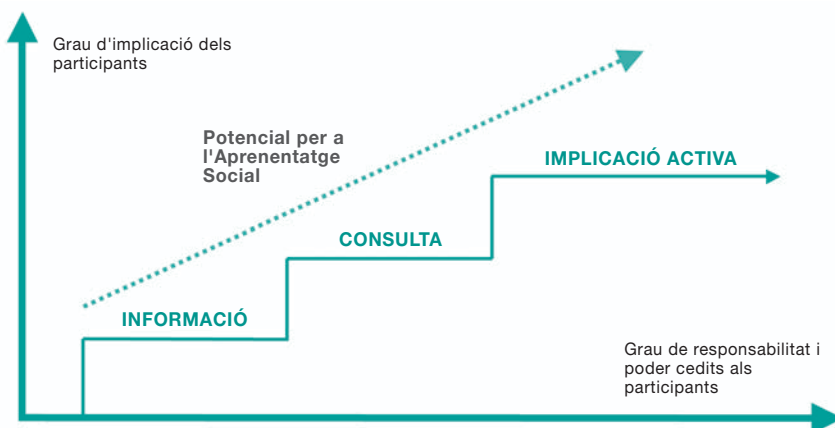 Grau d'implicació dels
participants
Potencial per a
l'Aprenentatge
Social
IMPLICACIÓ ACTIVA
CONSULTA
INFORMACIÓ
Grau de responsabilitat i
poder cedits als
participants